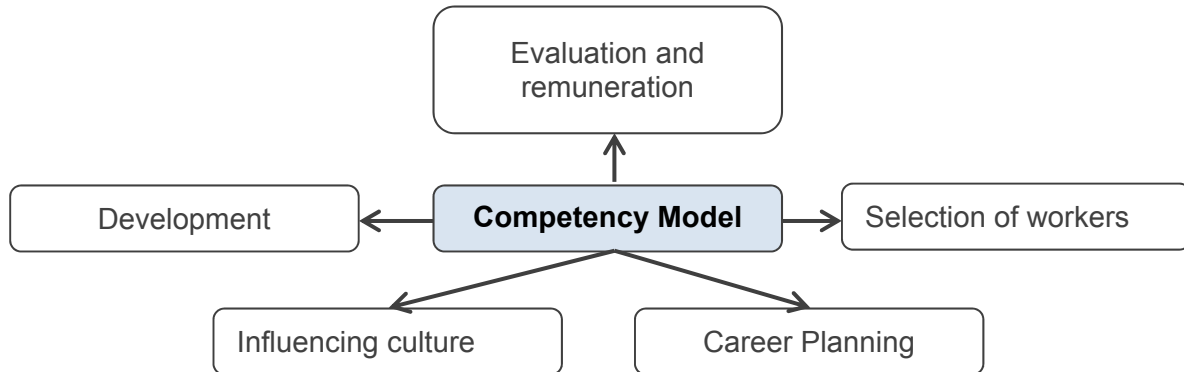 Evaluation and
remuneration
Development
Competency Model
Selection of workers
Influencing culture
Career Planning